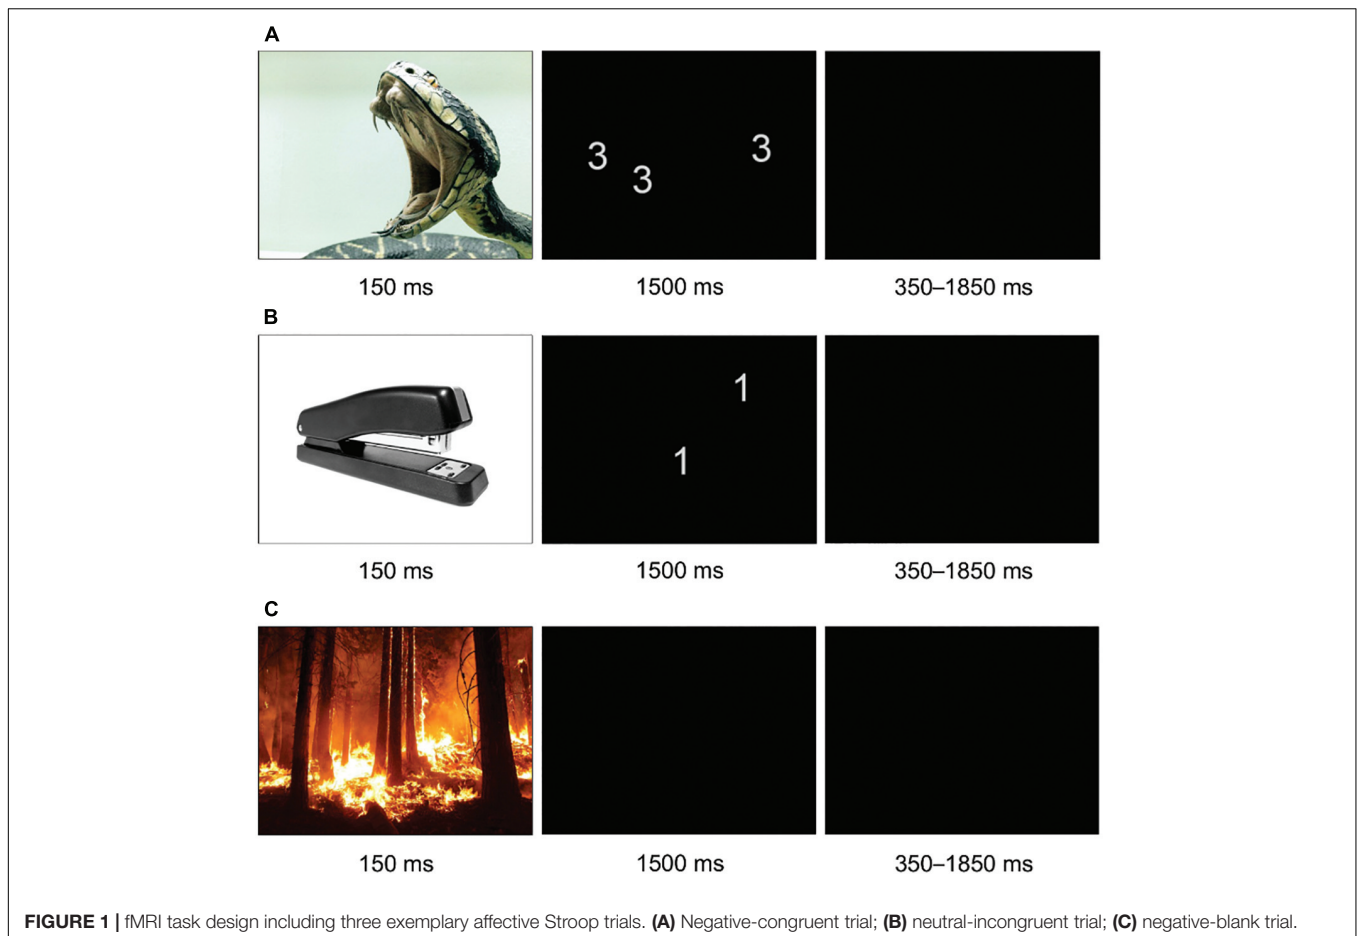 A
3 3 3
150 ms 1500 ms 350–1850 ms
B
1
1
150 ms 1500 ms 350–1850 ms
C
150 ms 1500 ms 350–1850 ms
FIGURE 1 | fMRI task design including three exemplary affective Stroop trials. (A) Negative-congruent trial; (B) neutral-incongruent trial; (C) negative-blank trial.